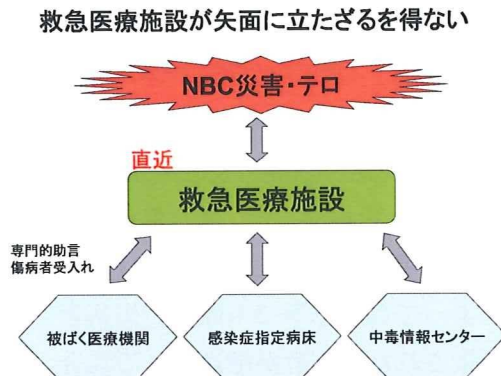 救急医療施設が矢面に立たざるを得ない
NBC災害・テロ
直近
救急医療施設
専門的助言
傷病者受入れ
被ばく医療機関
感染症指定病床
中毒情報センター